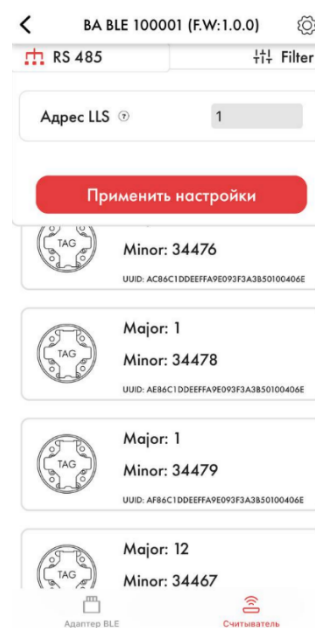 BA BLE 100001 (F.W:1.0.0)
RS 485
Filter
Адрес LLS ?
1
Применить настройки
TAG
Minor: 34476
UUID: AC86C1DDEEFFA9E093F3A3B50100406E
Major: 1
TAG
Minor: 34478
UUID: AE86C1DDEEFFA9E093F3A3B50100406E
Major: 1
TAG
Minor: 34479
UUID: AF86C1DDEEFFA9E093F3A3B50100406E
Major: 12
TAG
Minor: 34467
Адаптер BLE
Считыватель